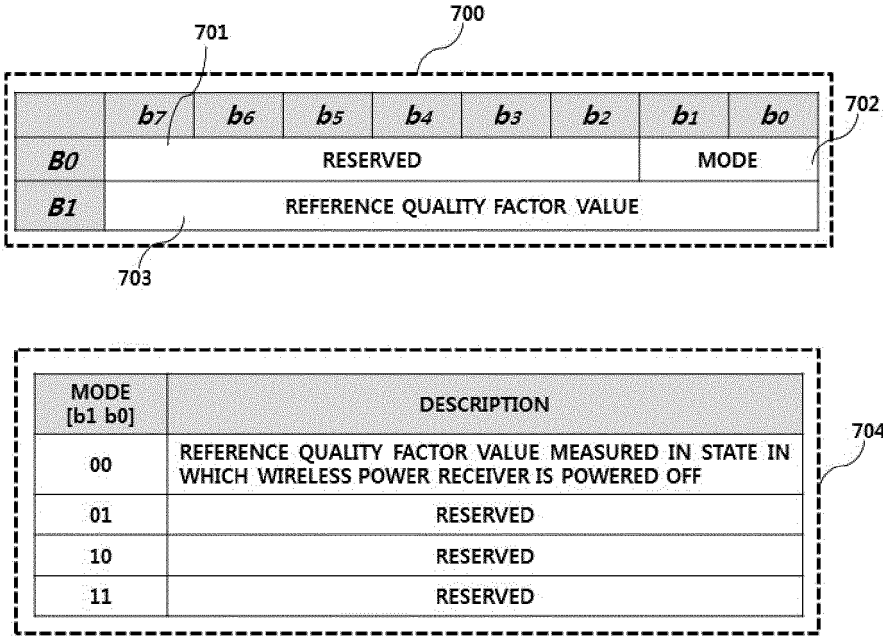 700
701
b7 b6 b5 b4 b3 b2 b1 b0
702
B0 RESERVED MODE
B1 REFERENCE QUALITY FACTOR VALUE
703
MODE
[b1 b0]
DESCRIPTION
704
00
REFERENCE QUALITY FACTOR VALUE MEASURED IN STATE IN
WHICH WIRELESS POWER RECEIVER IS POWERED OFF
01 RESERVED
10 RESERVED
11 RESERVED